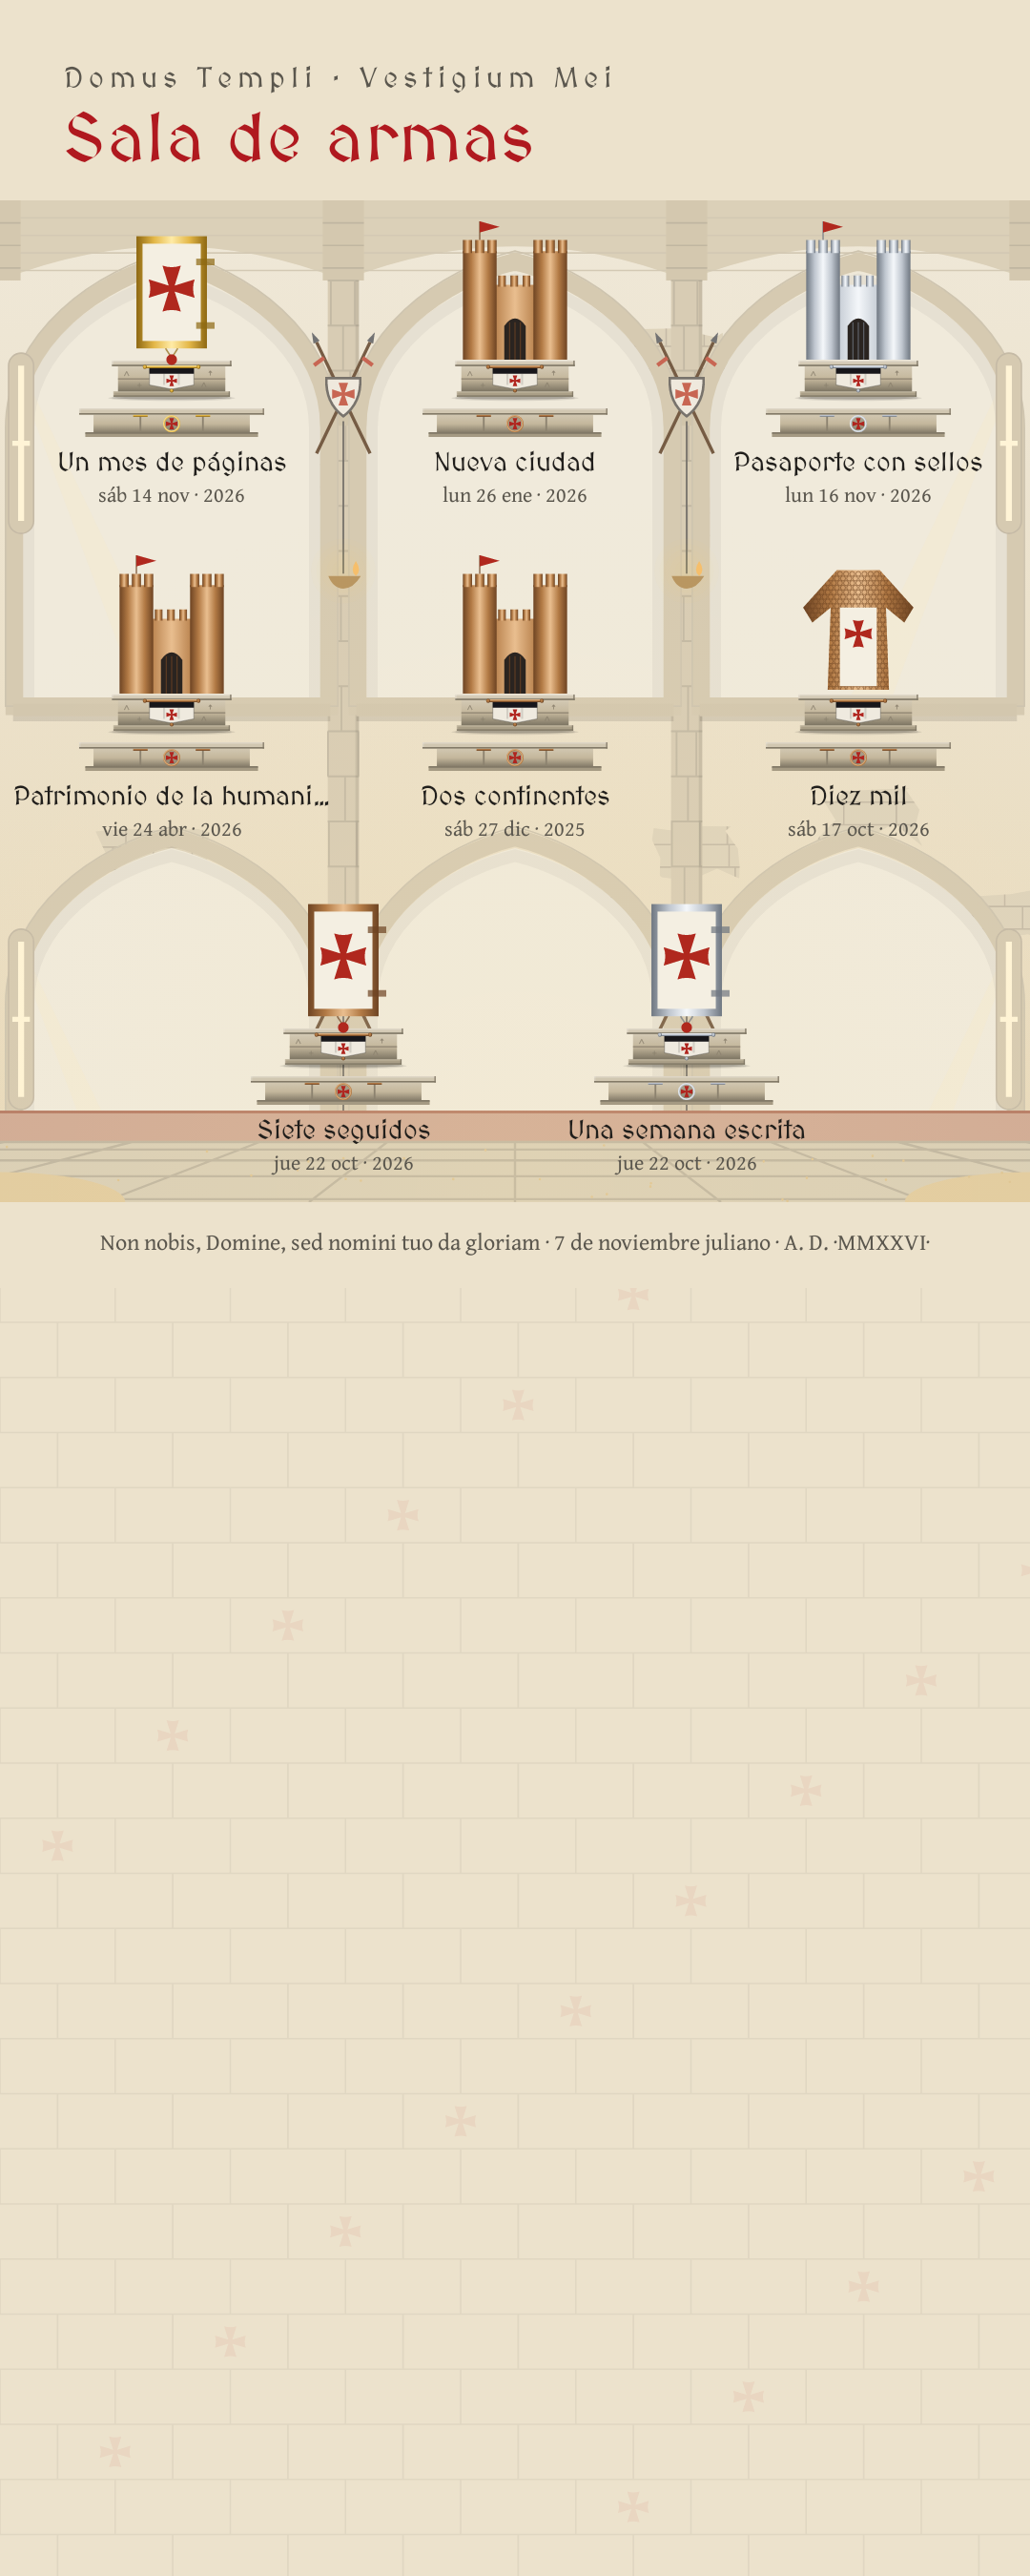 Domus Templi · Vestigium Mei
Sala de armas
Un mes de páginas
sáb 14 nov · 2026
Nueva ciudad
lun 26 ene · 2026
Pasaporte con sellos
lun 16 nov · 2026
Patrimonio de la humani...
vie 24 abr · 2026
Dos continentes
sáb 27 dic · 2025
Diez mil
sáb 17 oct · 2026
Siete seguidos
jue 22 oct · 2026
Una semana escrita
jue 22 oct · 2026
Non nobis, Domine, sed nomini tuo da gloriam · 7 de noviembre juliano · A. D. ·MMXXVI·